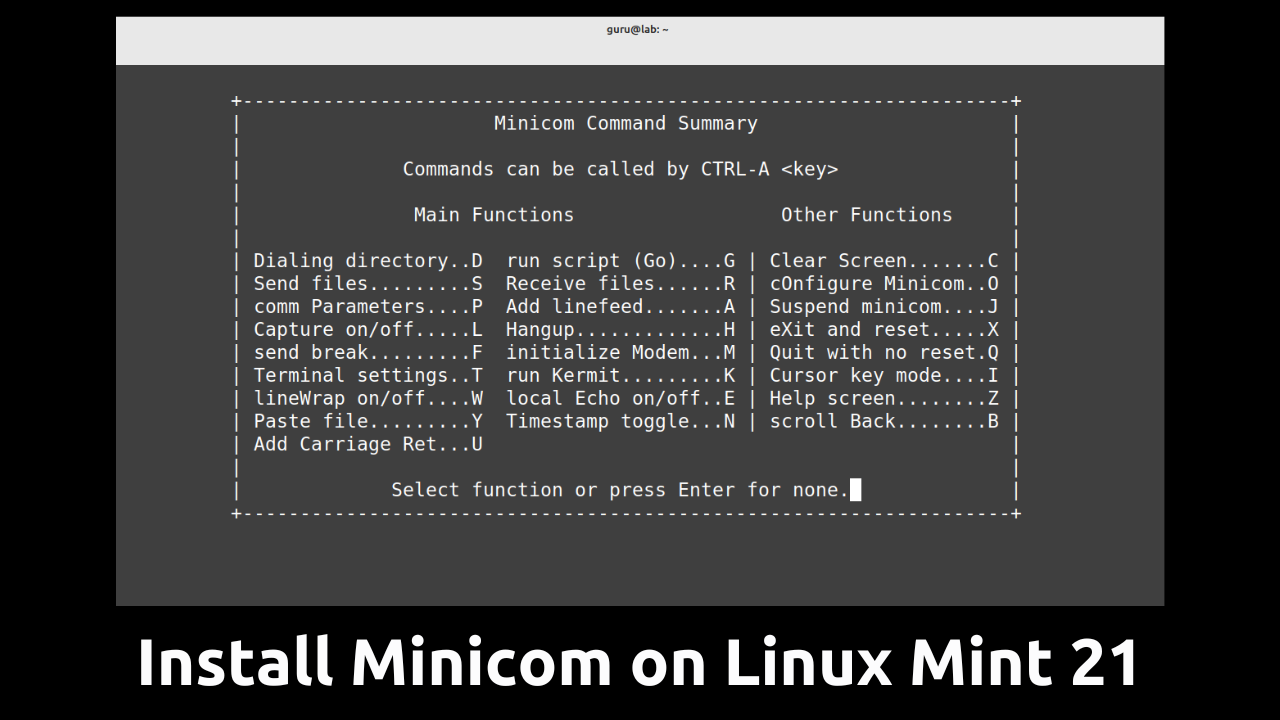 guru@lab: ~
+-------------------------------------------------------------------+
|                      Minicom Command Summary                      |
|                                                                   |
|              Commands can be called by CTRL-A <key>               |
|                                                                   |
|               Main Functions                  Other Functions     |
|                                                                   |
| Dialing directory..D  run script (Go)....G | Clear Screen.......C |
| Send files.........S  Receive files......R | cOnfigure Minicom..O |
| comm Parameters....P  Add linefeed.......A | Suspend minicom....J |
| Capture on/off.....L  Hangup.............H | eXit and reset.....X |
| send break.........F  initialize Modem...M | Quit with no reset.Q |
| Terminal settings..T  run Kermit.........K | Cursor key mode....I |
| lineWrap on/off....W  local Echo on/off..E | Help screen........Z |
| Paste file.........Y  Timestamp toggle...N | scroll Back........B |
| Add Carriage Ret...U                                              |
|                                                                   |
|             Select function or press Enter for none.              |
+-------------------------------------------------------------------+
Install Minicom on Linux Mint 21